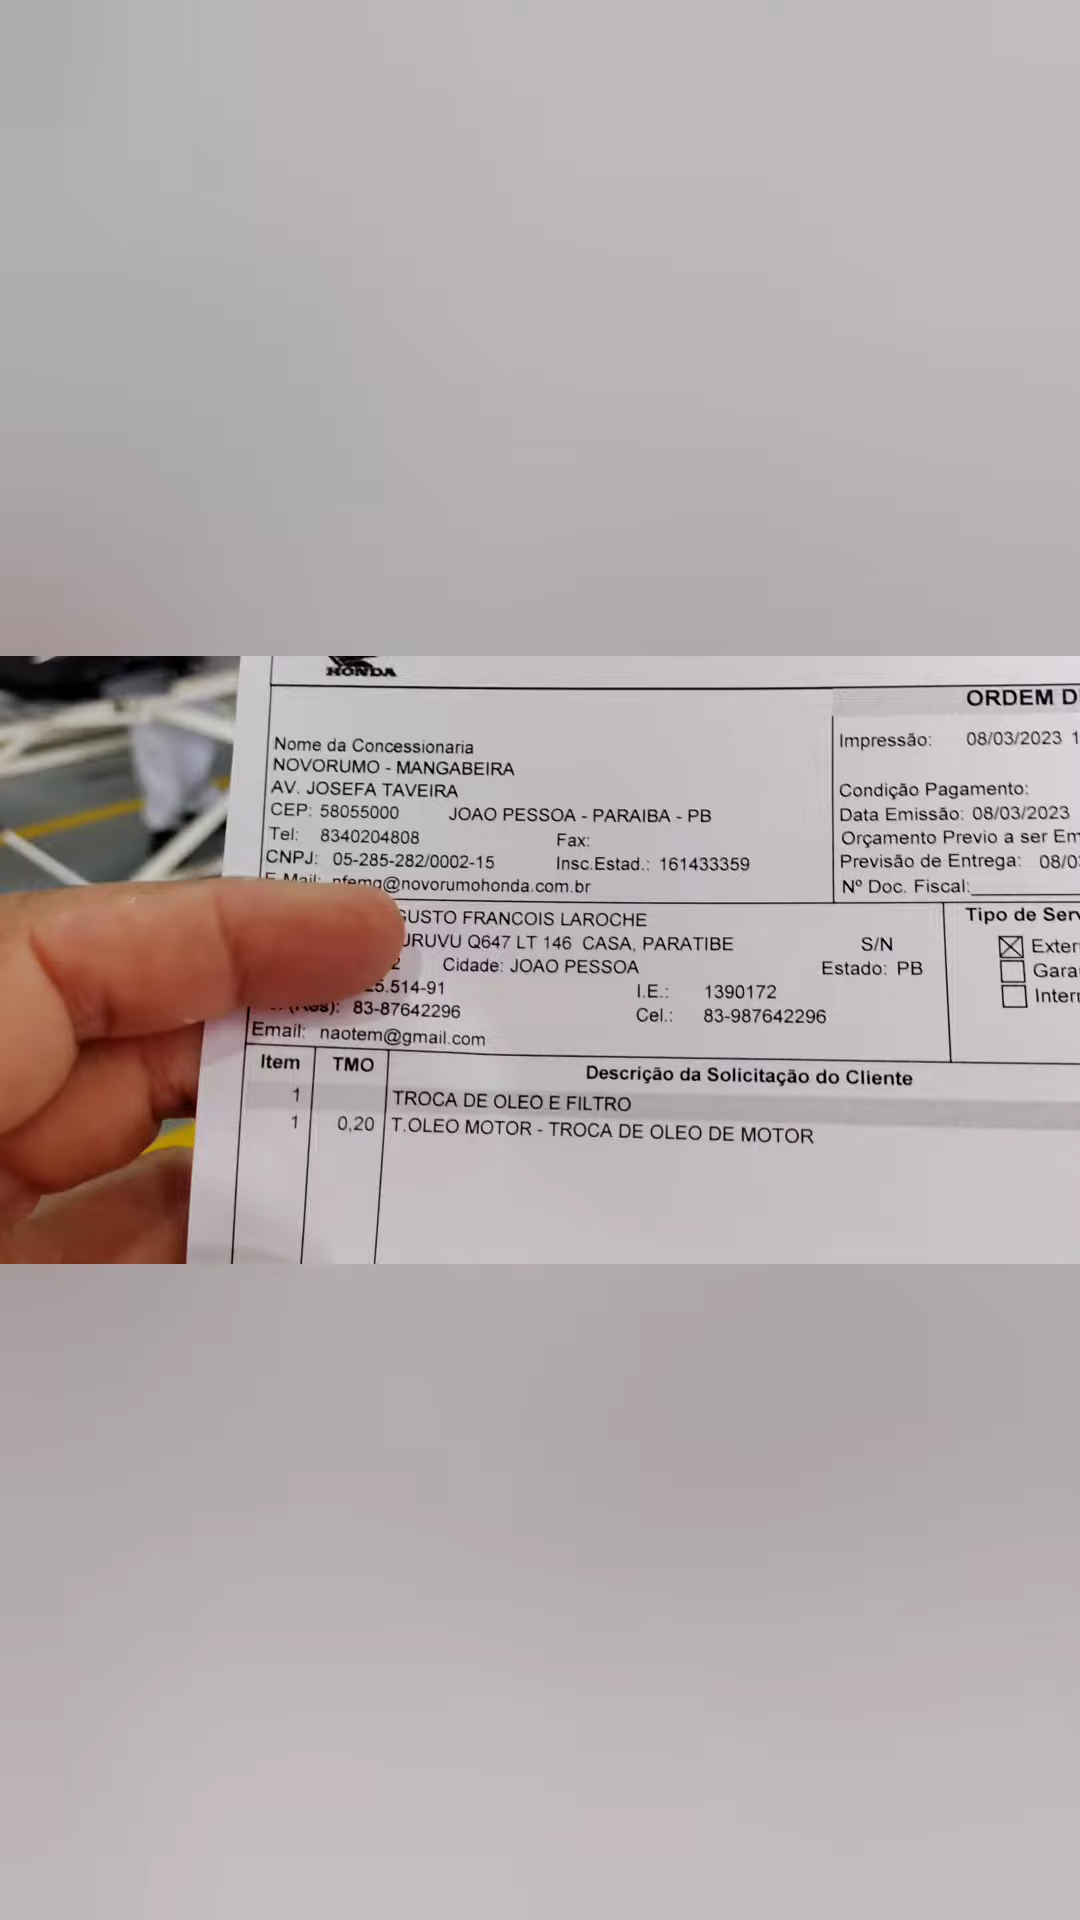 HONDA
ORDEM D
Nome da Concessionaria
NOVORUMO - MANGABEIRA
AV. JOSEFA TAVEIRA
CEP: 58055000 JOAO PESSOA - PARAIBA - PB
Tel: 8340204808 Fax:
CNPJ: 05-285-282/0002-15 Insc.Estad.: 161433359
E-Mail: nfemg@novorumohonda.com.br
Impressão: 08/03/2023 1
Condição Pagamento:
Data Emissão: 08/03/2023
Orçamento Previo a ser Em
Previsão de Entrega: 08/0
Nº Doc. Fiscal:
GUSTO FRANCOIS LAROCHE
URUVU Q647 LT 146 CASA, PARATIBE S/N
2 Cidade: JOAO PESSOA Estado: PB
5.514-91 I.E.: 1390172
83-87642296 Cel.: 83-987642296
Email: naotem@gmail.com
Tipo de Serv
Exter
Gara
Inter
Item TMO Descrição da Solicitação do Cliente
1 TROCA DE OLEO E FILTRO
1 0,20 T.OLEO MOTOR - TROCA DE OLEO DE MOTOR